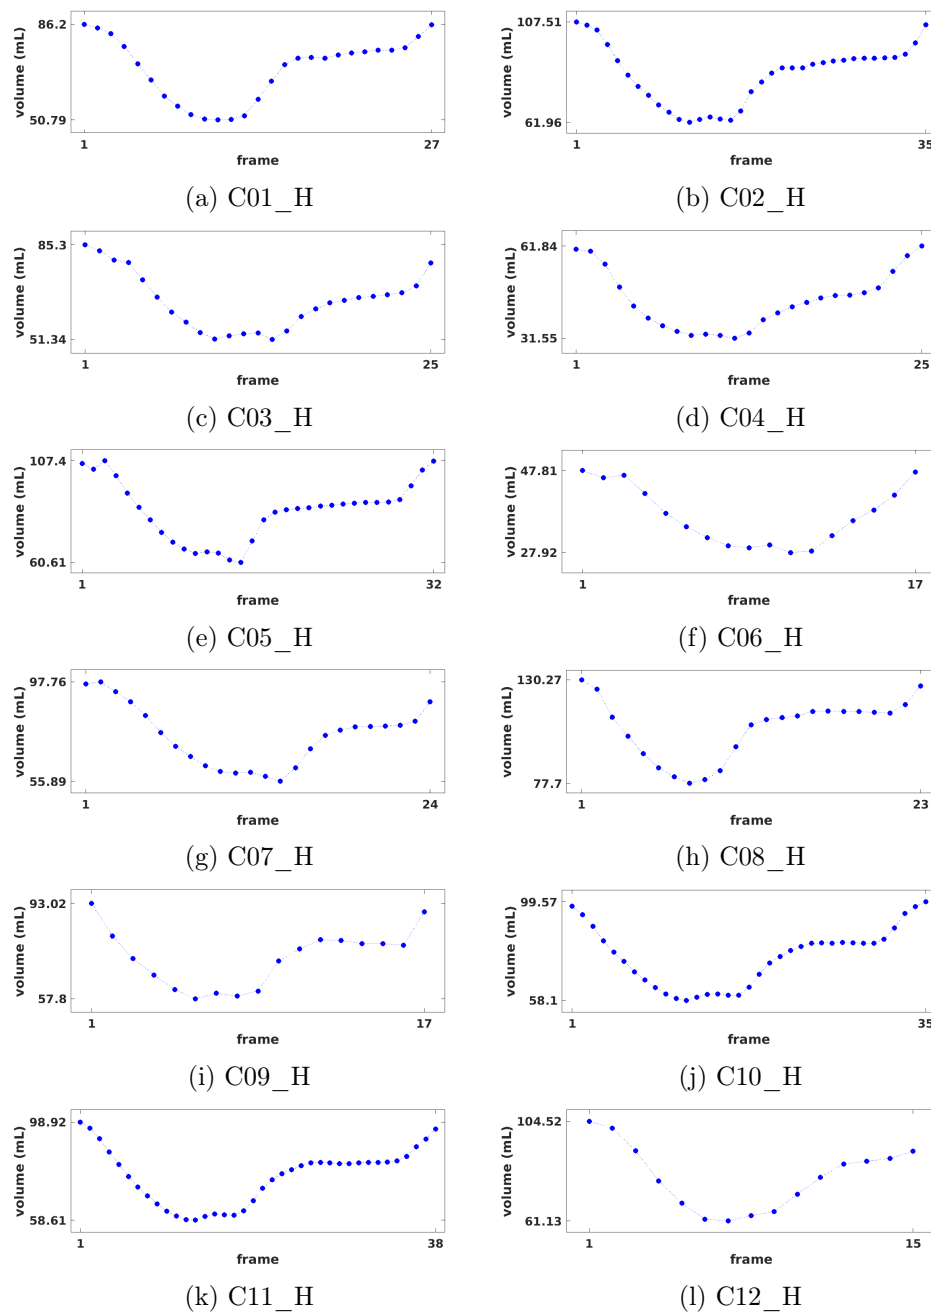 volume (mL)
86.2
50.79
1
27
frame
(a) C01_H
volume (mL)
107.51
61.96
1
35
frame
(b) C02_H
volume (mL)
85.3
51.34
1
25
frame
(c) C03_H
volume (mL)
61.84
31.55
1
25
frame
(d) C04_H
volume (mL)
107.4
60.61
1
32
frame
(e) C05_H
volume (mL)
47.81
27.92
1
17
frame
(f) C06_H
volume (mL)
97.76
55.89
1
24
frame
(g) C07_H
volume (mL)
130.27
77.7
1
23
frame
(h) C08_H
volume (mL)
93.02
57.8
1
17
frame
(i) C09_H
volume (mL)
99.57
58.1
1
35
frame
(j) C10_H
volume (mL)
98.92
58.61
1
38
frame
(k) C11_H
volume (mL)
104.52
61.13
1
15
frame
(l) C12_H